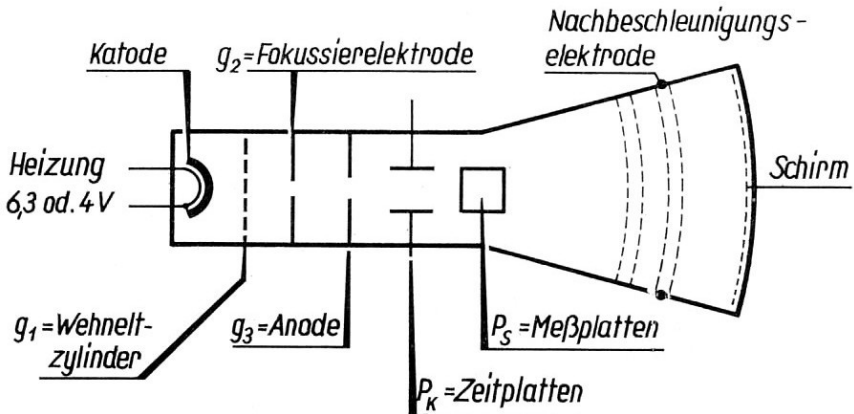 Nachbeschleunigungs-
elektrode
Katode
g₂=Fokussierelektrode
Heizung
6,3 od. 4V
Schirm
g₁=Wehnelt-
zylinder
g₃=Anode
P_S=Meßplatten
P_K=Zeitplatten